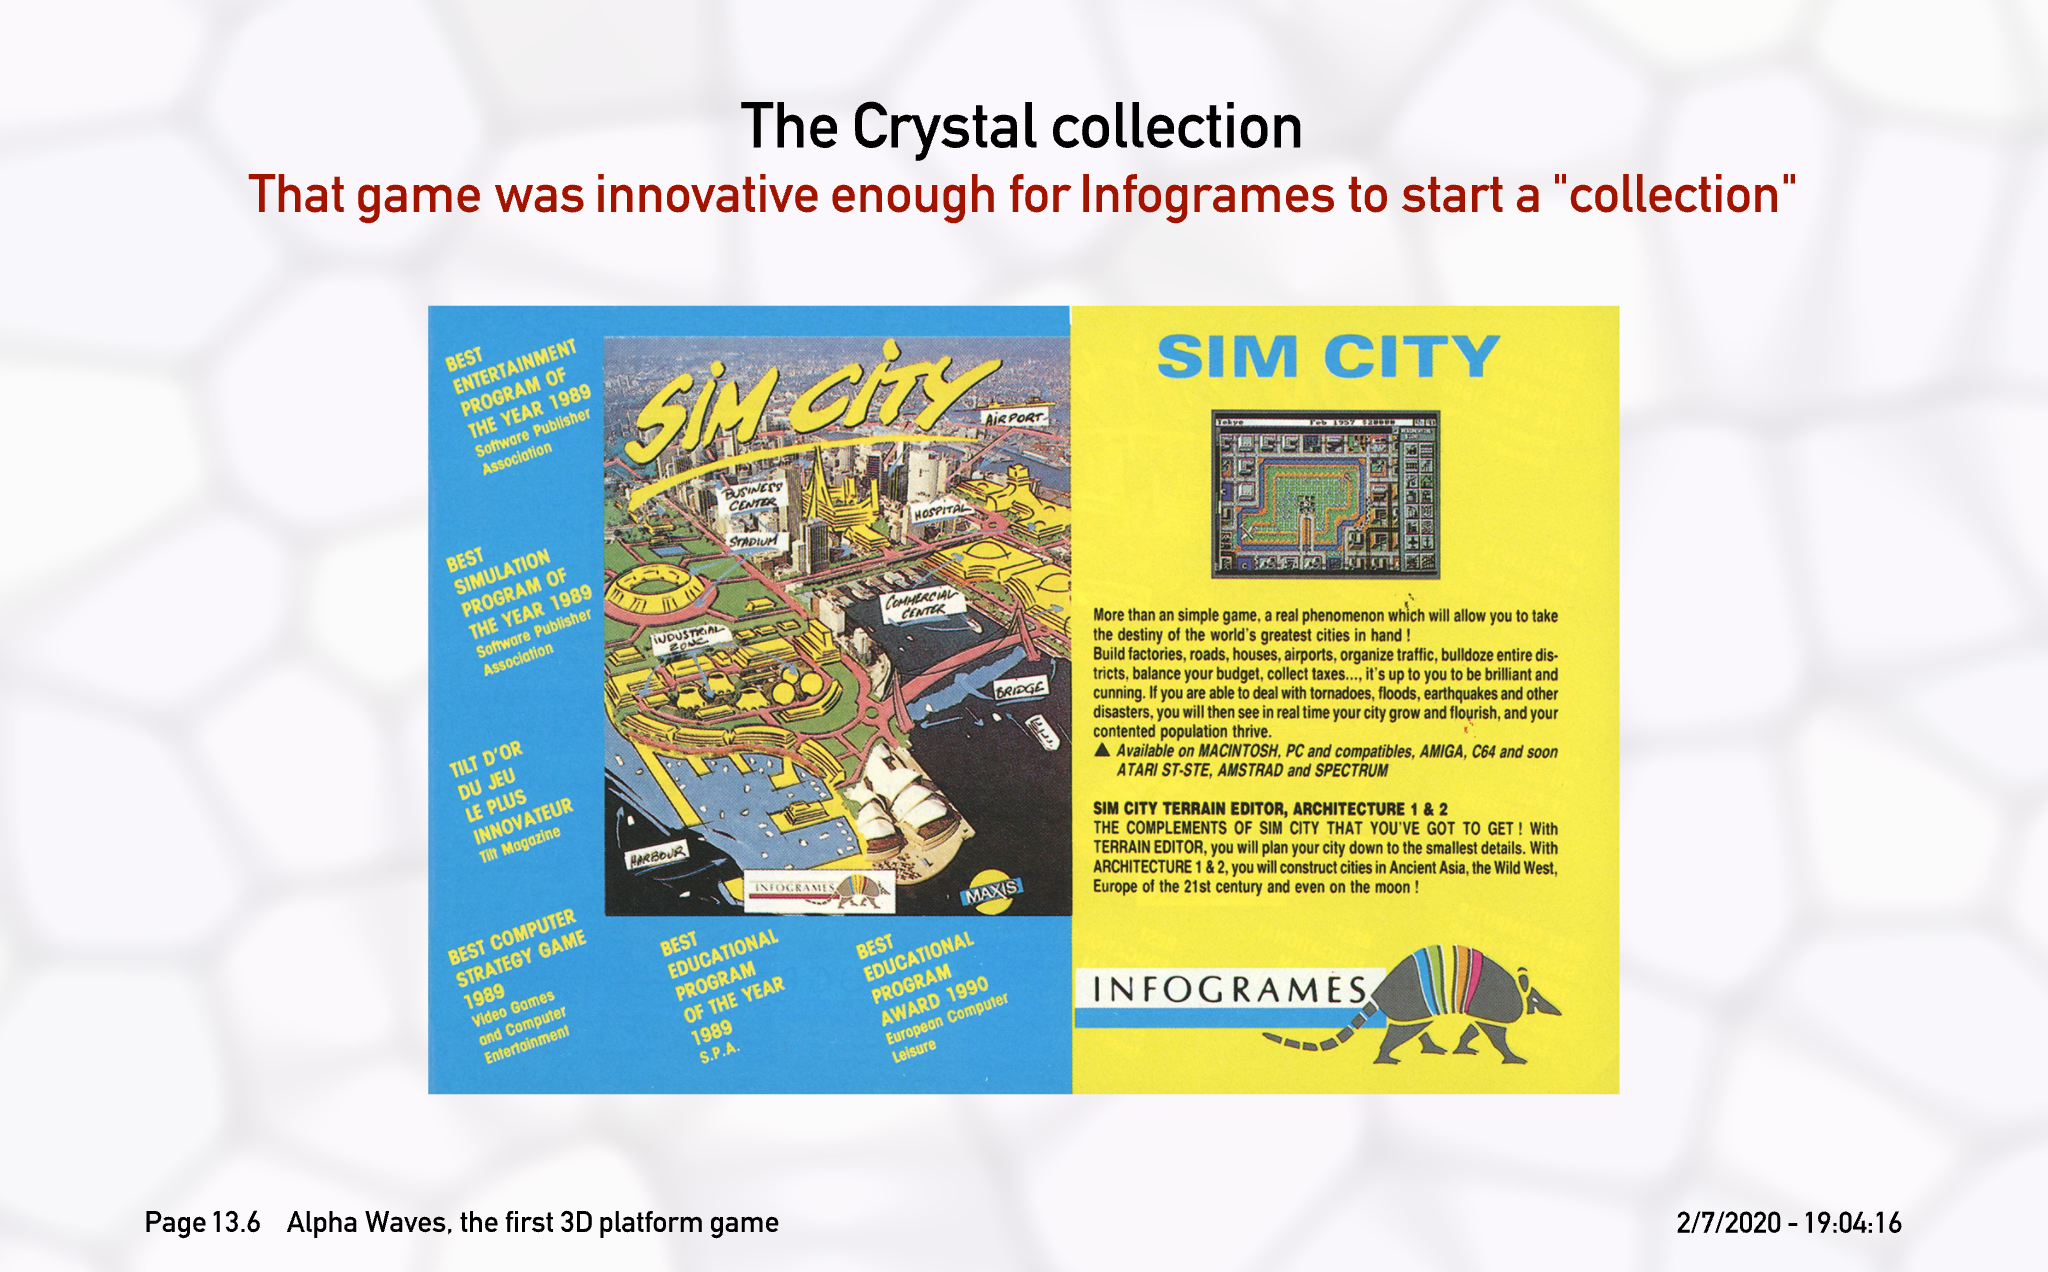 The Crystal collection
That game was innovative enough for Infogrames to start a "collection"
BEST
ENTERTAINMENT
PROGRAM OF
THE YEAR 1989
Software Publisher
Association
BEST
SIMULATION
PROGRAM OF
THE YEAR 1989
Software Publisher
Association
TILT D'OR
DU JEU
LE PLUS
INNOVATEUR
Tilt Magazine
BEST COMPUTER
STRATEGY GAME
1989
Video Games
and Computer
Entertainment
BEST
EDUCATIONAL
PROGRAM
OF THE YEAR
1989
S.P.A.
BEST
EDUCATIONAL
PROGRAM
AWARD 1990
European Computer
Leisure
SIM CITY
AIRPORT
BUSINESS
CENTER
HOSPITAL
STADIUM
COMMERCIAL
CENTER
INDUSTRIAL
ZONE
BRIDGE
HARBOUR
INFOGRAMES
MAXIS
SIM CITY
Tokyo Feb 1957 $20000
More than an simple game, a real phenomenon which will allow you to take
the destiny of the world's greatest cities in hand !
Build factories, roads, houses, airports, organize traffic, bulldoze entire dis-
tricts, balance your budget, collect taxes..., it's up to you to be brilliant and
cunning. If you are able to deal with tornadoes, floods, earthquakes and other
disasters, you will then see in real time your city grow and flourish, and your
contented population thrive.
▲ Available on MACINTOSH, PC and compatibles, AMIGA, C64 and soon
ATARI ST-STE, AMSTRAD and SPECTRUM
SIM CITY TERRAIN EDITOR, ARCHITECTURE 1 & 2
THE COMPLEMENTS OF SIM CITY THAT YOU'VE GOT TO GET ! With
TERRAIN EDITOR, you will plan your city down to the smallest details. With
ARCHITECTURE 1 & 2, you will construct cities in Ancient Asia, the Wild West,
Europe of the 21st century and even on the moon !
INFOGRAMES
Page 13.6 Alpha Waves, the first 3D platform game
2/7/2020 - 19:04:16